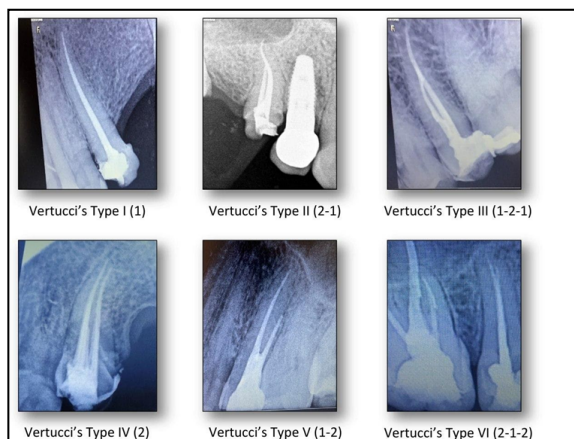 Vertucci’s Type I (1)
Vertucci’s Type II (2-1)
Vertucci’s Type III (1-2-1)
Vertucci’s Type IV (2)
Vertucci’s Type V (1-2)
Vertucci’s Type VI (2-1-2)